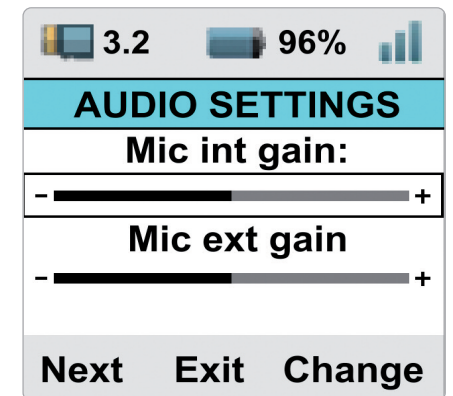 3.2 96%
AUDIO SETTINGS
Mic int gain:
- +
Mic ext gain
- +
Next Exit Change